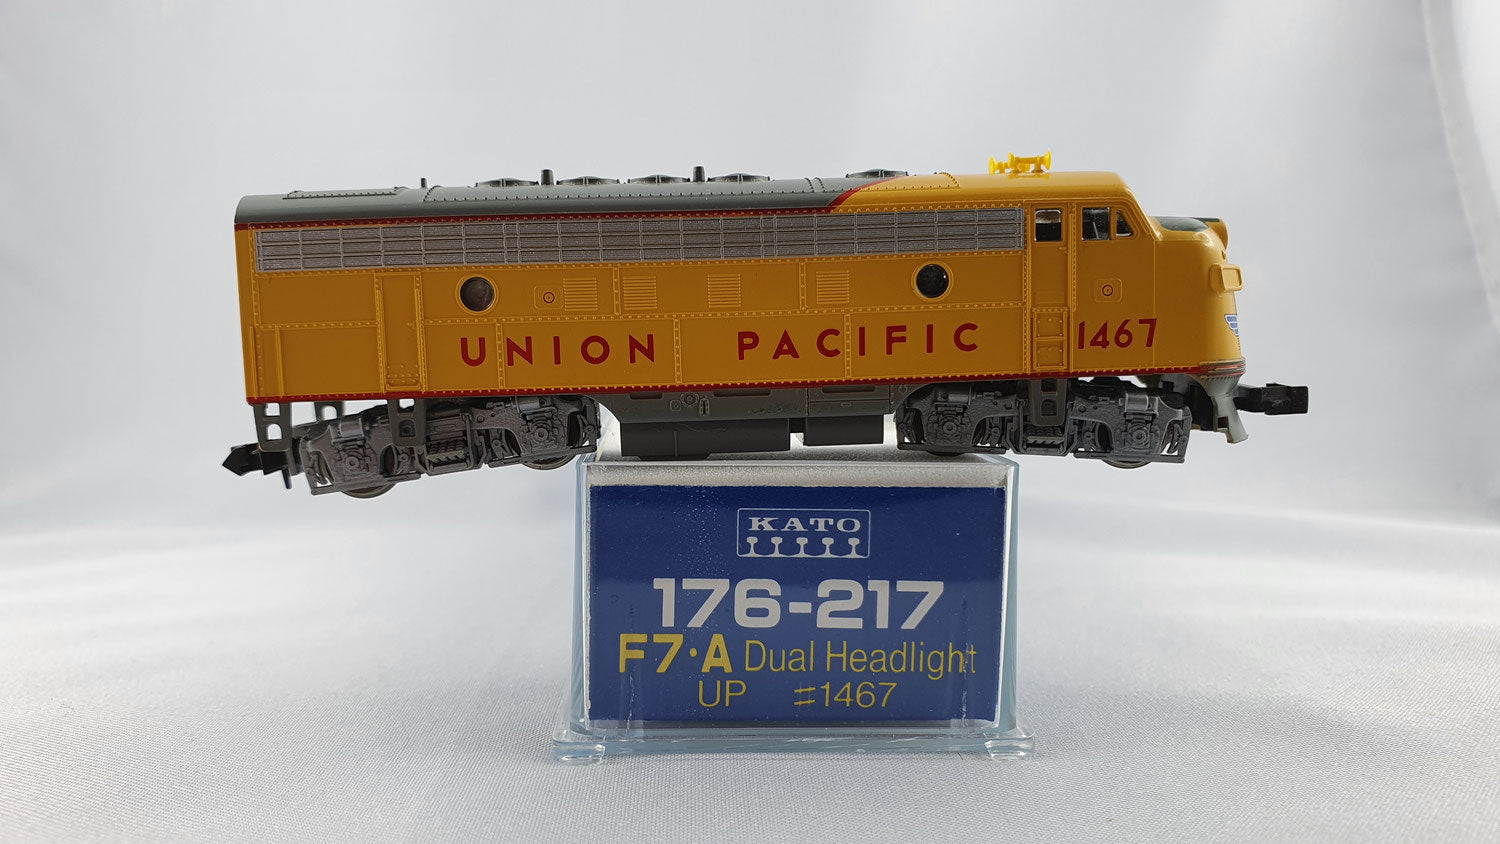 UNION PACIFIC 1467
KATO
176-217
F7·A Dual Headlight
UP #1467